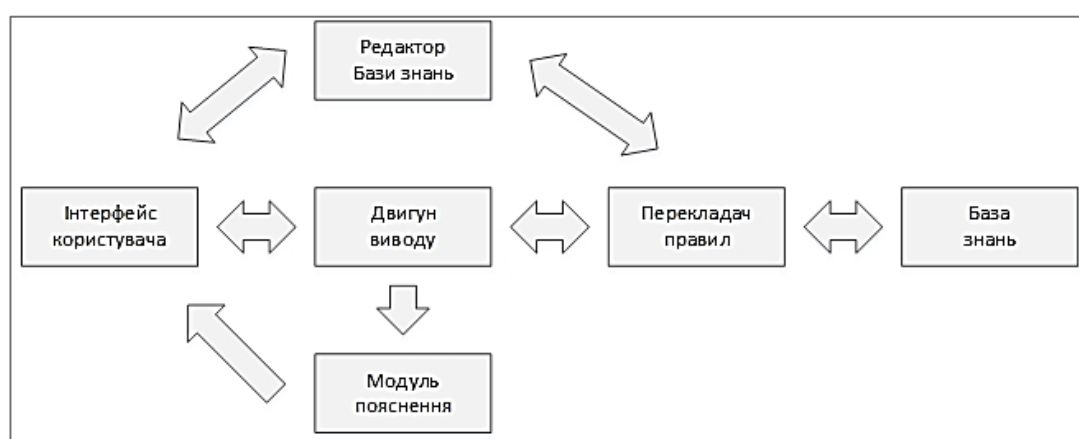 Редактор
Бази знань
Інтерфейс
користувача
Двигун
виводу
Перекладач
правил
База
знань
Модуль
пояснення